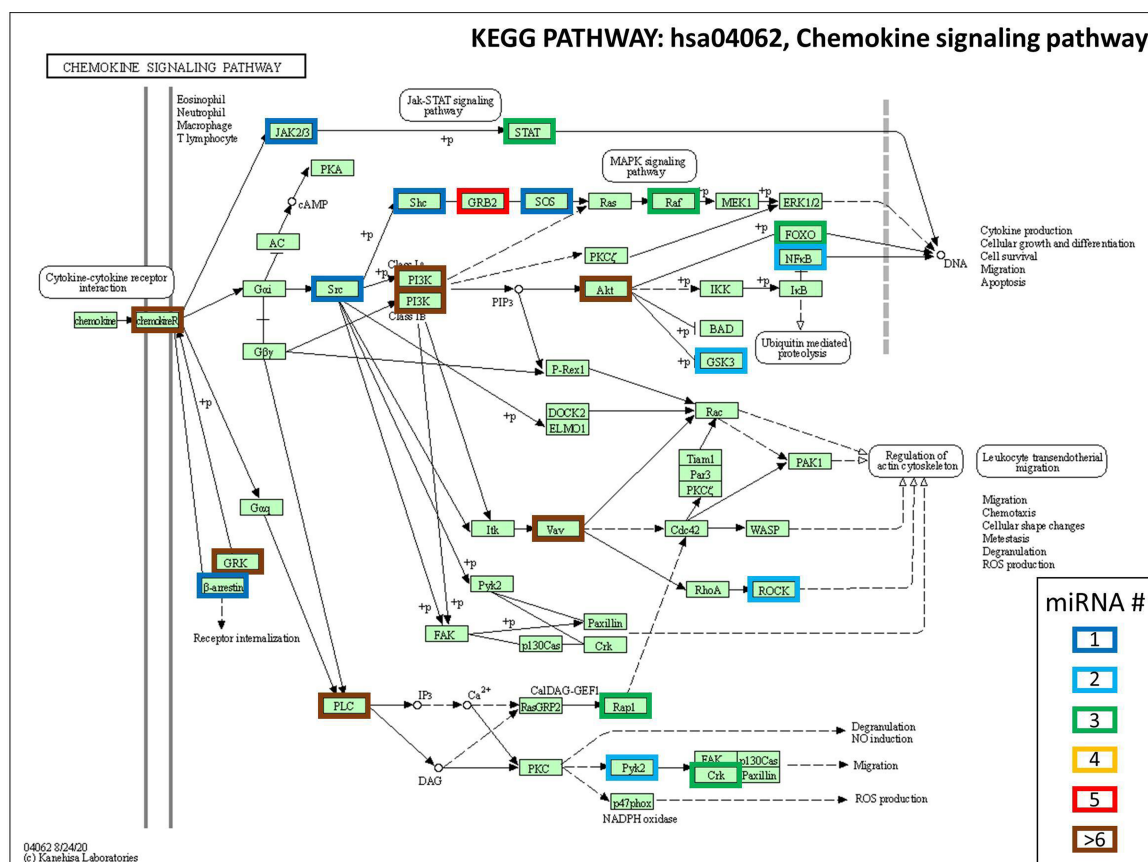 KEGG PATHWAY: hsa04062, Chemokine signaling pathway
CHEMOKINE SIGNALING PATHWAY
Eosinophil
Neutrophil
Macrophage
T lymphocyte
Jak-STAT signaling
pathway
JAK2/3
+p
STAT
MAPK signaling
pathway
PKA
cAMP
Shc
GRB2
SOS
Ras
Raf
+p
MEK1
+p
ERK1/2
+p
AC
PKCζ
+p
FOXO
NFκB
DNA
Cytokine production
Cellular growth and differentiation
Cell survival
Migration
Apoptosis
Cytokine-cytokine receptor
interaction
chemokine
chemokineR
Gαi
Src
+p
Class Ia
PI3K
PI3K
Class IB
PIP3
Akt
+p
IKK
+p
IκB
BAD
+p
GSK3
Ubiquitin mediated
proteolysis
Gβγ
P-Rex1
+p
+p
DOCK2
ELMO1
Rac
Tiam1
Par3
PKCζ
PAK1
Regulation of
actin cytoskeleton
Leukocyte transendotherial
migration
Gαq
Itk
Vav
Cdc42
WASP
Migration
Chemotaxis
Cellular shape changes
Metestasis
Degranulation
ROS production
GRK
β-arrestin
Receptor internalization
+p
Pyk2
RhoA
ROCK
+p
+p
FAK
+p
Paxillin
p130Cas
Crk
PLC
IP3
Ca2+
CalDAG-GEFI
RasGRP2
Rap1
DAG
PKC
Degranulation
NO induction
Pyk2
FAK
p130Cas
Crk
Paxillin
Migration
p47phox
NADPH oxidase
ROS production
miRNA #
1
2
3
4
5
>6
04062 8/24/20
(c) Kanehisa Laboratories